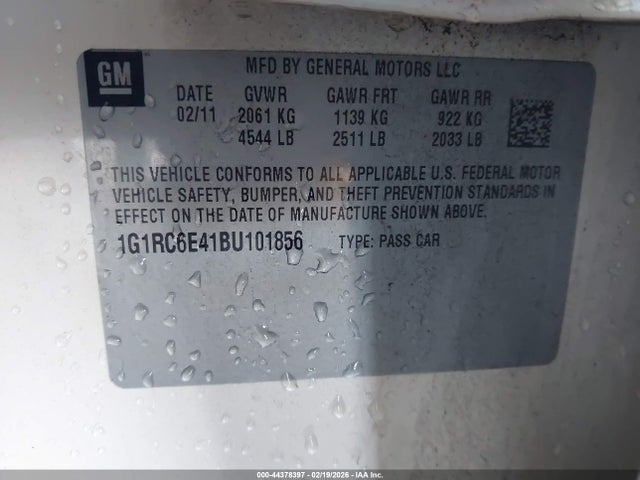 GM
MFD BY GENERAL MOTORS LLC
DATE GVWR GAWR FRT GAWR RR
02/11 2061 KG 1139 KG 922 KG
4544 LB 2511 LB 2033 LB
THIS VEHICLE CONFORMS TO ALL APPLICABLE U.S. FEDERAL MOTOR
VEHICLE SAFETY, BUMPER, AND THEFT PREVENTION STANDARDS IN
EFFECT ON THE DATE OF MANUFACTURE SHOWN ABOVE.
1G1RC6E41BU101856 TYPE: PASS CAR
000-44378397 - 02/19/2026 - IAA Inc.